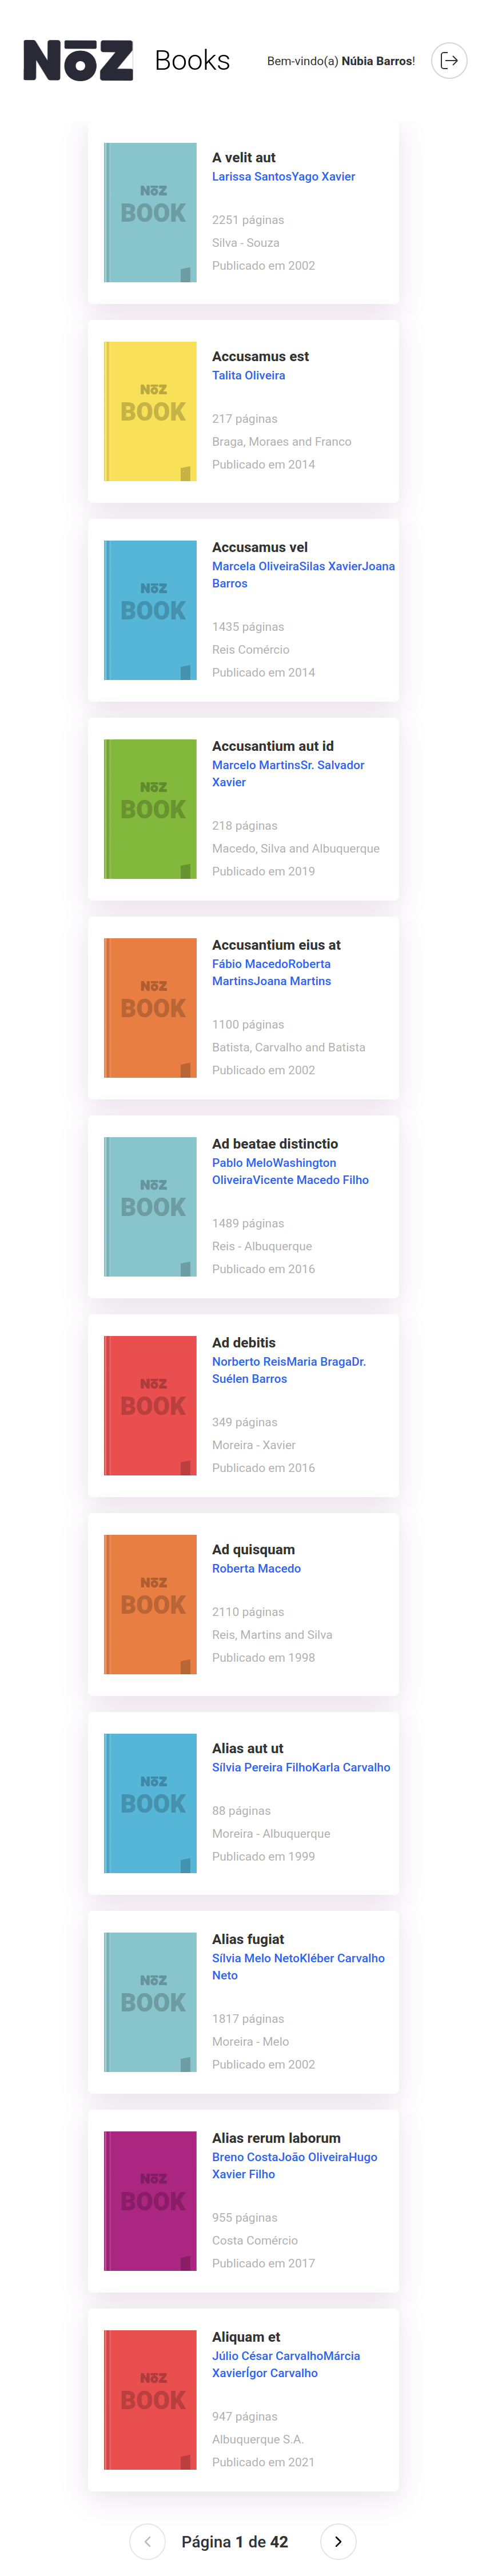 NōZ Books Bem-vindo(a) Núbia Barros!
NōZ
BOOK
A velit aut
Larissa SantosYago Xavier
2251 páginas
Silva - Souza
Publicado em 2002
NōZ
BOOK
Accusamus est
Talita Oliveira
217 páginas
Braga, Moraes and Franco
Publicado em 2014
NōZ
BOOK
Accusamus vel
Marcela OliveiraSilas XavierJoana
Barros
1435 páginas
Reis Comércio
Publicado em 2014
NōZ
BOOK
Accusantium aut id
Marcelo MartinsSr. Salvador
Xavier
218 páginas
Macedo, Silva and Albuquerque
Publicado em 2019
NōZ
BOOK
Accusantium eius at
Fábio MacedoRoberta
MartinsJoana Martins
1100 páginas
Batista, Carvalho and Batista
Publicado em 2002
NōZ
BOOK
Ad beatae distinctio
Pablo MeloWashington
OliveiraVicente Macedo Filho
1489 páginas
Reis - Albuquerque
Publicado em 2016
NōZ
BOOK
Ad debitis
Norberto ReisMaria BragaDr.
Suélen Barros
349 páginas
Moreira - Xavier
Publicado em 2016
NōZ
BOOK
Ad quisquam
Roberta Macedo
2110 páginas
Reis, Martins and Silva
Publicado em 1998
NōZ
BOOK
Alias aut ut
Sílvia Pereira FilhoKarla Carvalho
88 páginas
Moreira - Albuquerque
Publicado em 1999
NōZ
BOOK
Alias fugiat
Sílvia Melo NetoKléber Carvalho
Neto
1817 páginas
Moreira - Melo
Publicado em 2002
NōZ
BOOK
Alias rerum laborum
Breno CostaJoão OliveiraHugo
Xavier Filho
955 páginas
Costa Comércio
Publicado em 2017
NōZ
BOOK
Aliquam et
Júlio César CarvalhoMárcia
XavierÍgor Carvalho
947 páginas
Albuquerque S.A.
Publicado em 2021
Página 1 de 42